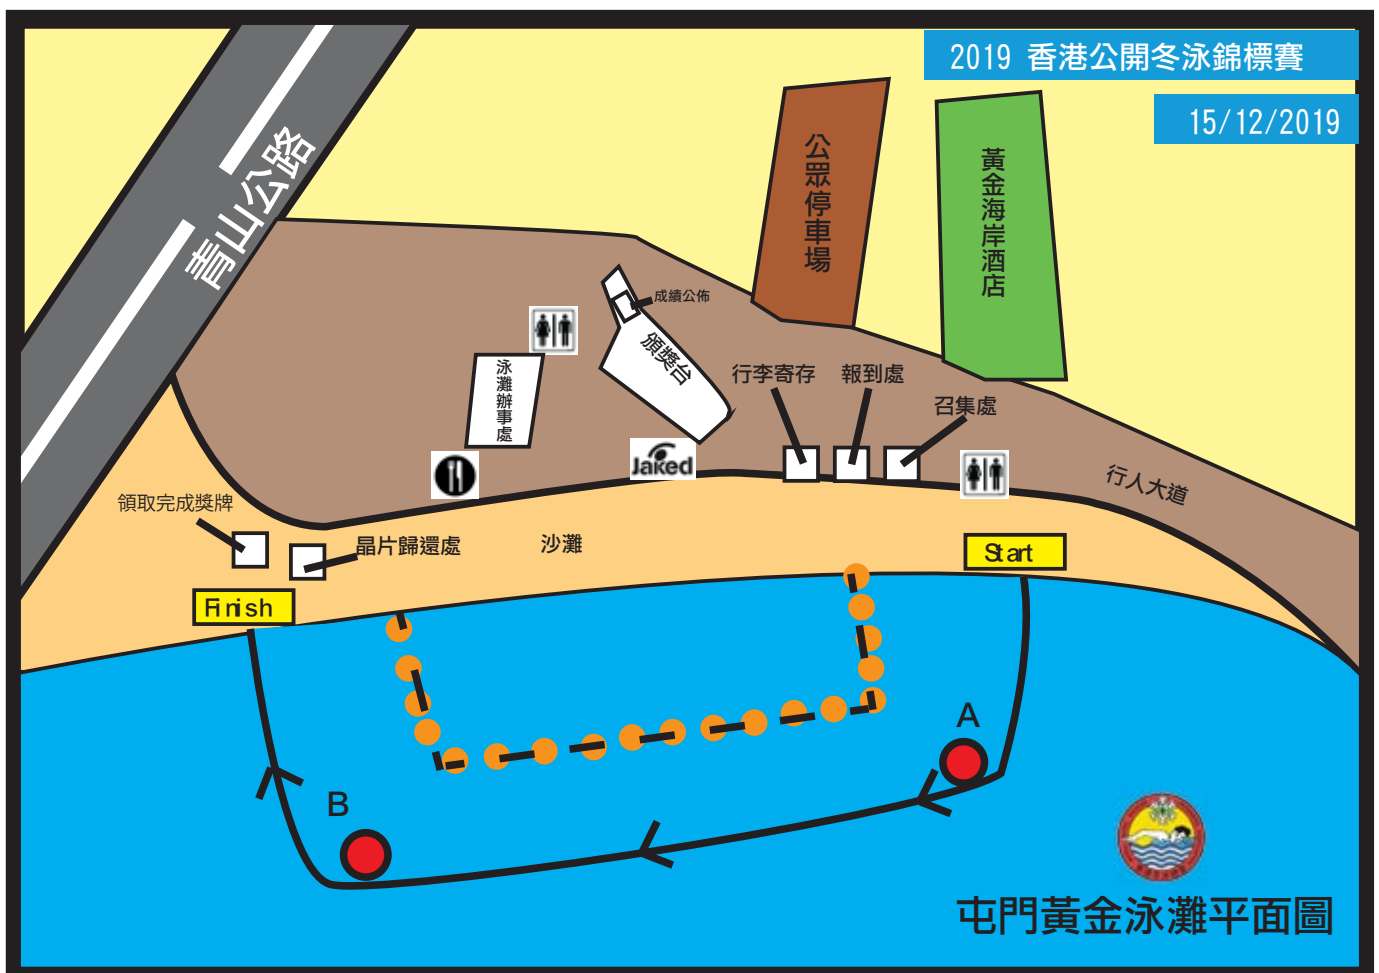 2019 香港公開冬泳錦標賽
15/12/2019
青山公路
公眾停車場
黃金海岸酒店
成績公佈
頒獎台
泳灘辦事處
行李寄存
報到處
召集處
Jaked
行人大道
領取完成獎牌
晶片歸還處
沙灘
Start
Finish
A
B
屯門黃金泳灘平面圖